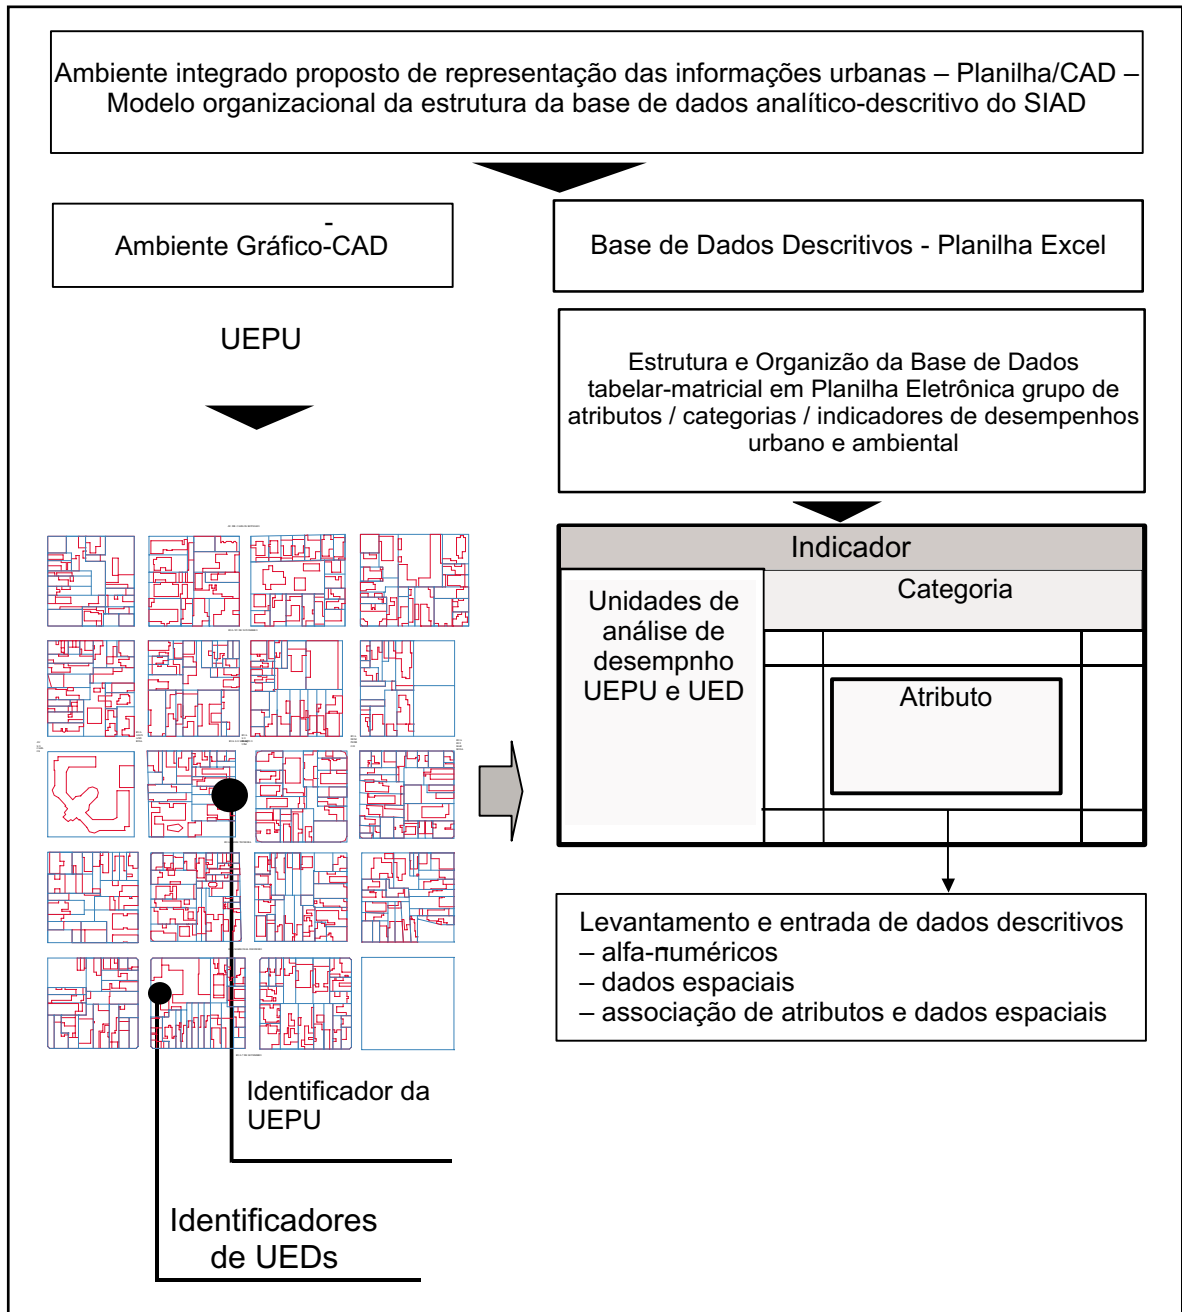 Ambiente integrado proposto de representação das informações urbanas – Planilha/CAD –
Modelo organizacional da estrutura da base de dados analítico-descritivo do SIAD
Ambiente Gráfico-CAD
Base de Dados Descritivos - Planilha Excel
UEPU
Estrutura e Organizão da Base de Dados
tabelar-matricial em Planilha Eletrônica grupo de
atributos / categorias / indicadores de desempenhos
urbano e ambiental
Indicador
Categoria
Unidades de
análise de
desempnho
UEPU e UED
Atributo
Levantamento e entrada de dados descritivos
– alfa-numéricos
– dados espaciais
– associação de atributos e dados espaciais
Identificador da
UEPU
Identificadores
de UEDs